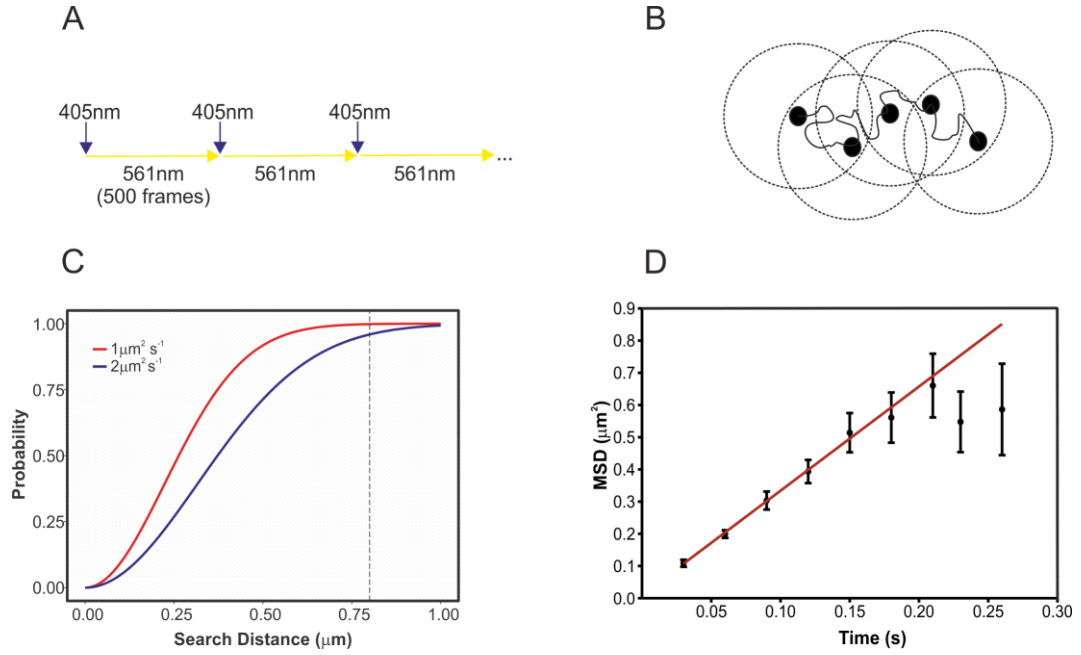 A
405nm 405nm 405nm
561nm 561nm 561nm ...
(500 frames)
B
C
Probability
1.00
0.75
0.50
0.25
0.00
1μm² s⁻¹
2μm² s⁻¹
0.00 0.25 0.50 0.75 1.00
Search Distance (μm)
D
MSD (μm²)
0.9
0.8
0.7
0.6
0.5
0.4
0.3
0.2
0.1
0.0
0.05 0.10 0.15 0.20 0.25 0.30
Time (s)